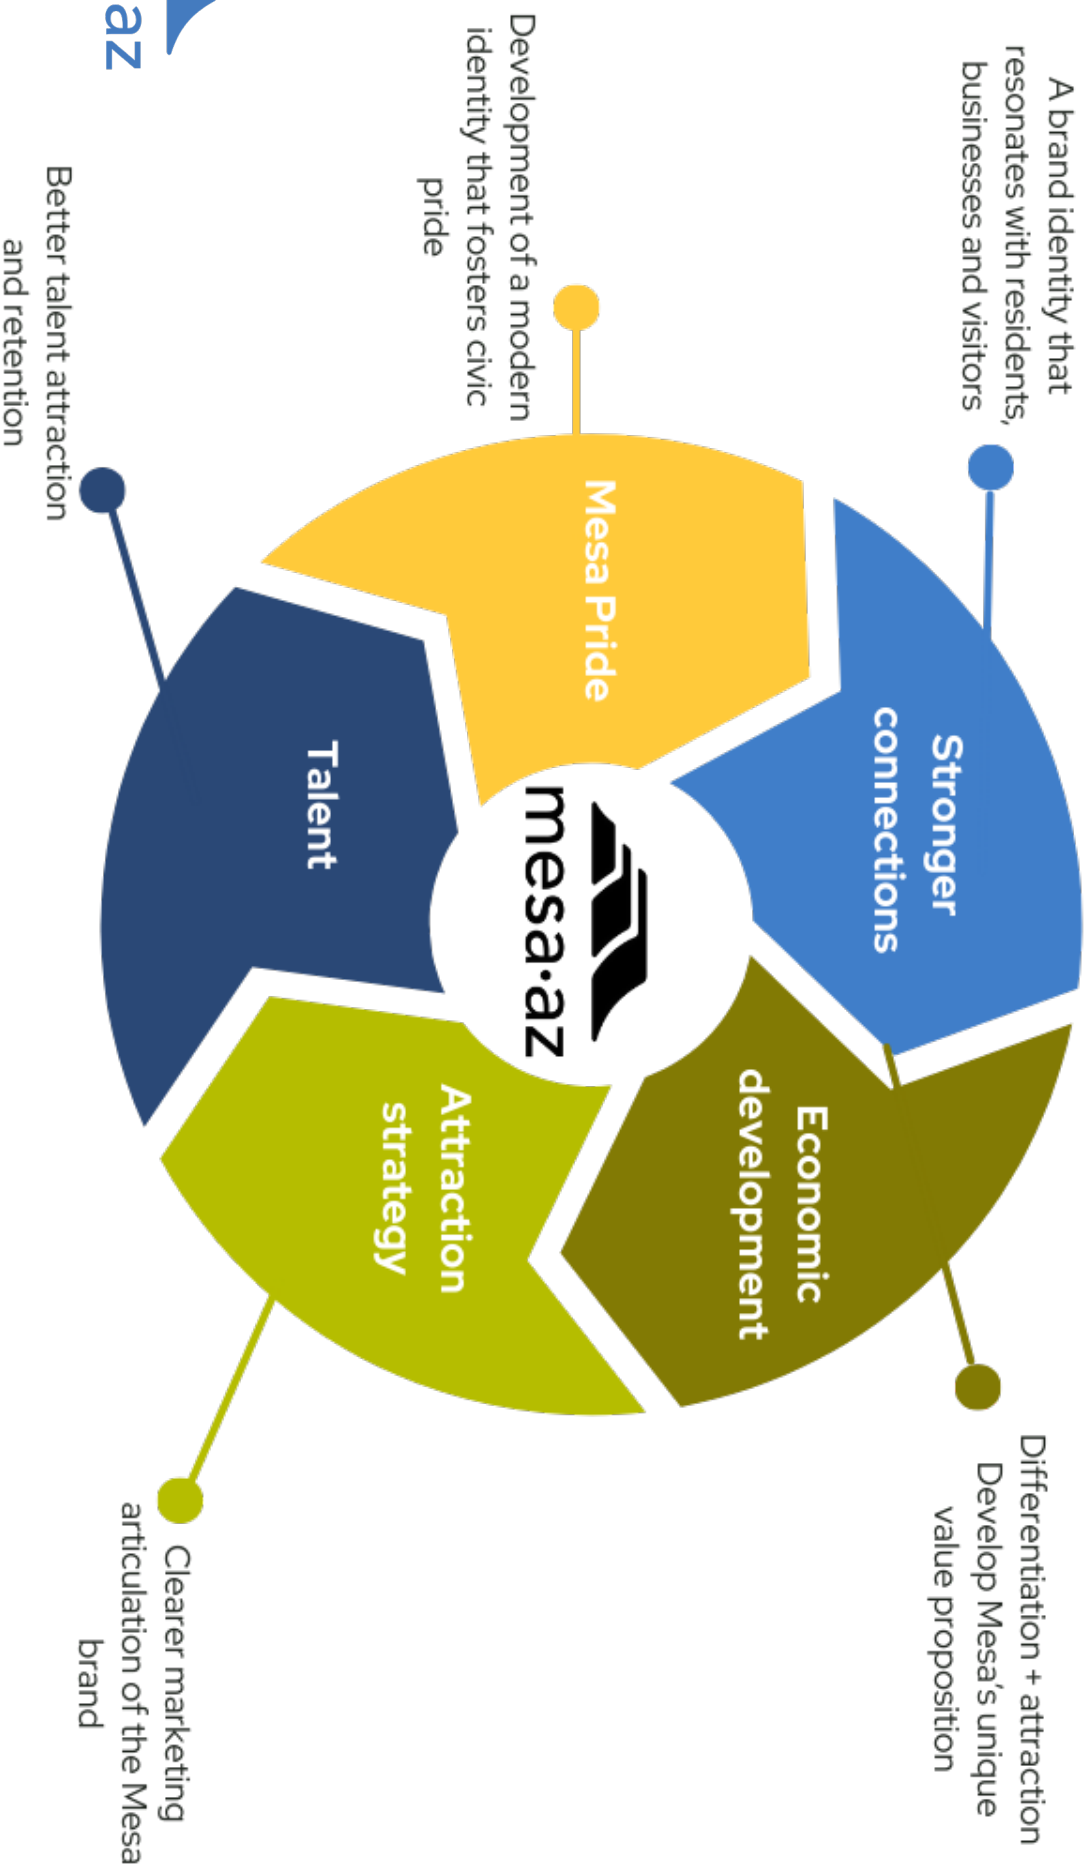 A brand identity that
resonates with residents,
businesses and visitors
Differentiation + attraction
Develop Mesa's unique
value proposition
Stronger
connections
Economic
development
Mesa Pride
mesa·az
Attraction
strategy
Talent
Development of a modern
identity that fosters civic
pride
Clearer marketing
articulation of the Mesa
brand
Better talent attraction
and retention
az